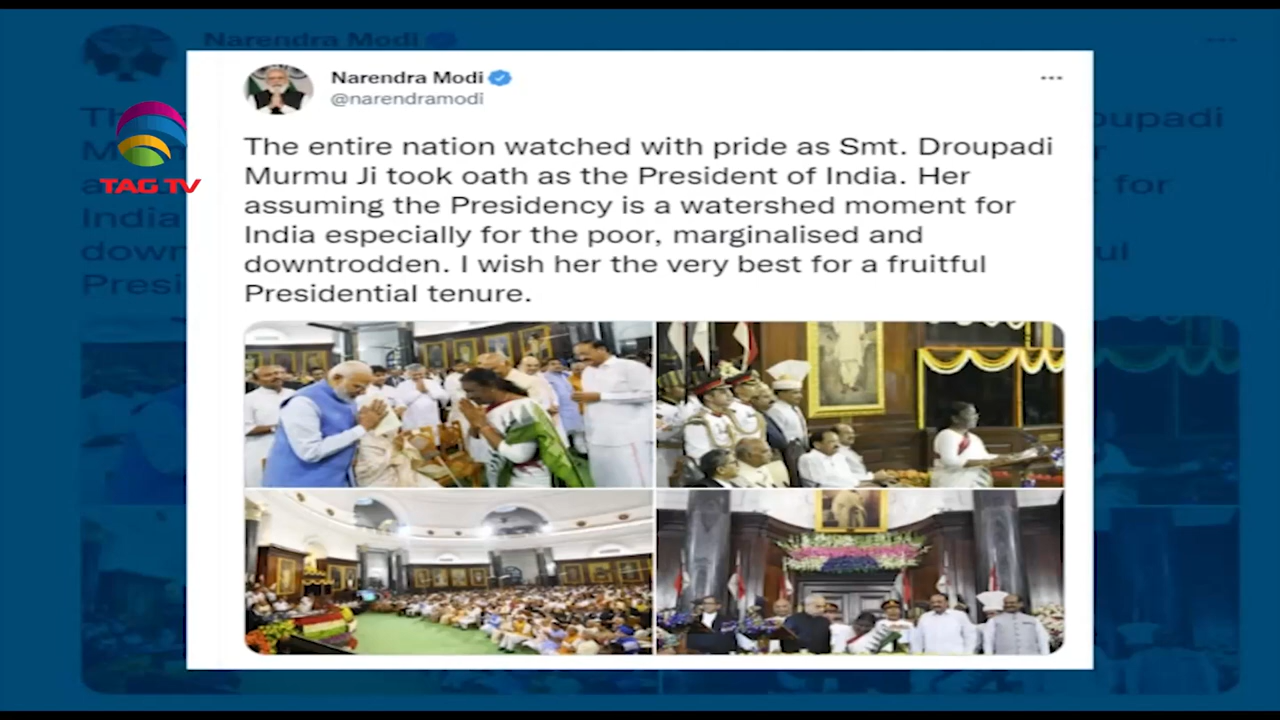 Narendra Modi
Narendra Modi
@narendramodi
TAG TV
The entire nation watched with pride as Smt. Droupadi
Murmu Ji took oath as the President of India. Her
assuming the Presidency is a watershed moment for
India especially for the poor, marginalised and
downtrodden. I wish her the very best for a fruitful
Presidential tenure.